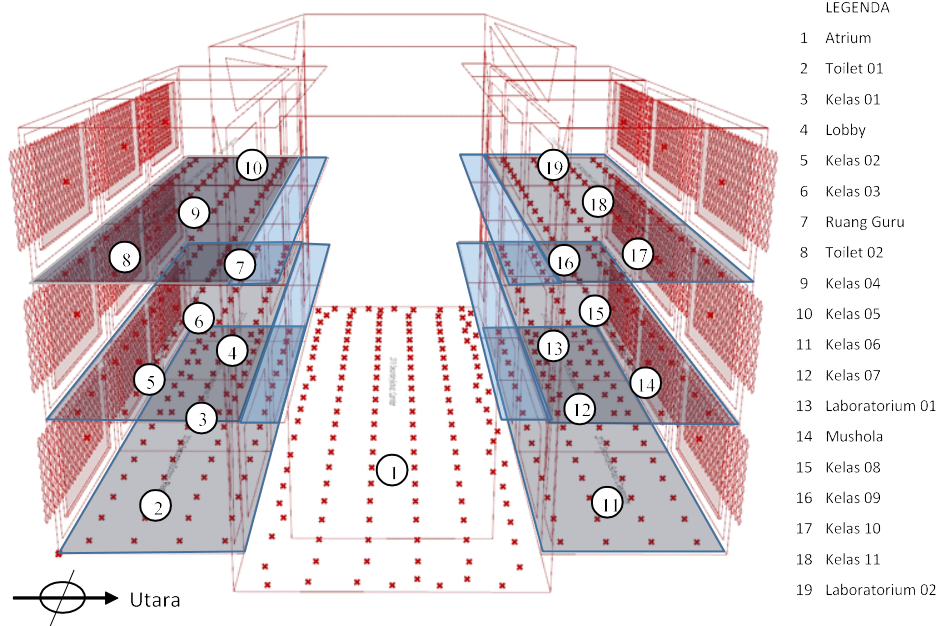 LEGENDA
1 Atrium
2 Toilet 01
3 Kelas 01
4 Lobby
5 Kelas 02
6 Kelas 03
7 Ruang Guru
8 Toilet 02
9 Kelas 04
10 Kelas 05
11 Kelas 06
12 Kelas 07
13 Laboratorium 01
14 Mushola
15 Kelas 08
16 Kelas 09
17 Kelas 10
18 Kelas 11
19 Laboratorium 02
10
19
9
18
8
7
16
17
6
15
4
13
5
14
3
12
1
2
11
Utara